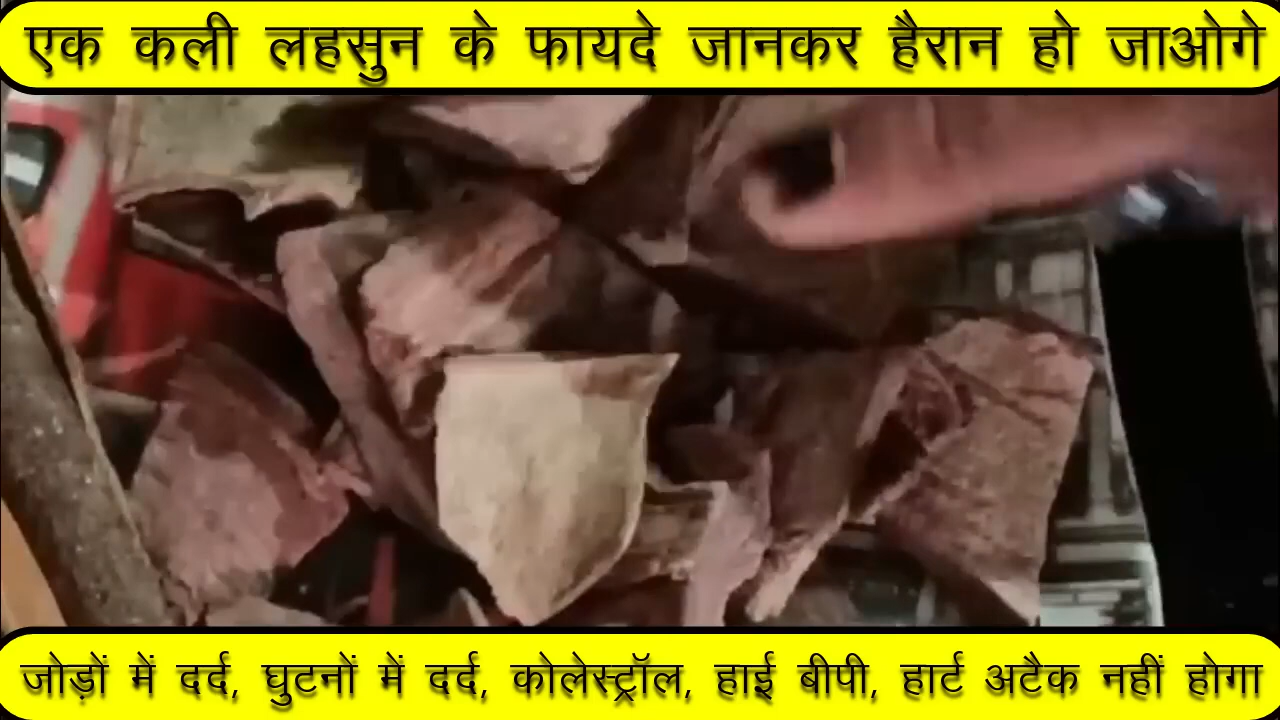 एक कली लहसुन के फायदे जानकर हैरान हो जाओगे
जोड़ों में दर्द, घुटनों में दर्द, कोलेस्ट्रॉल, हाई बीपी, हार्ट अटैक नहीं होगा